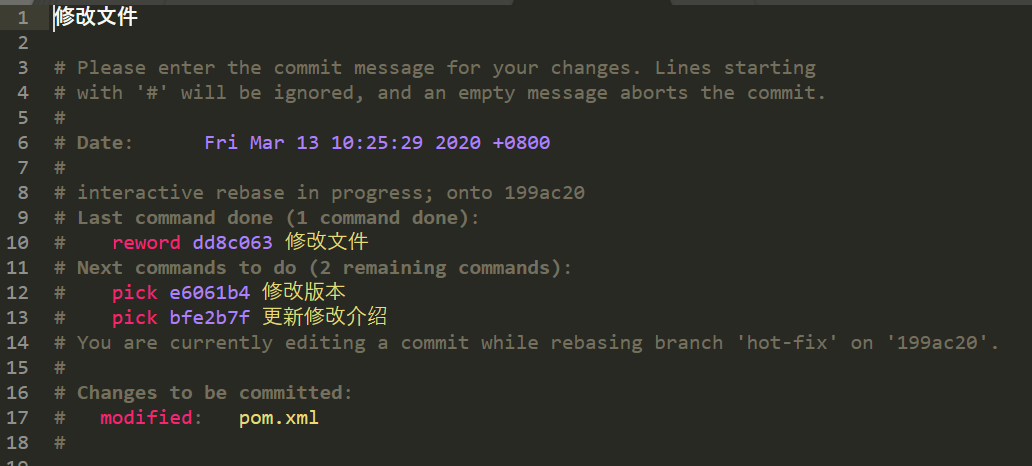 1 修改文件
2
3 # Please enter the commit message for your changes. Lines starting
4 # with '#' will be ignored, and an empty message aborts the commit.
5 #
6 # Date:      Fri Mar 13 10:25:29 2020 +0800
7 #
8 # interactive rebase in progress; onto 199ac20
9 # Last command done (1 command done):
10 #    reword dd8c063 修改文件
11 # Next commands to do (2 remaining commands):
12 #    pick e6061b4 修改版本
13 #    pick bfe2b7f 更新修改介绍
14 # You are currently editing a commit while rebasing branch 'hot-fix' on '199ac20'.
15 #
16 # Changes to be committed:
17 #   modified:   pom.xml
18 #